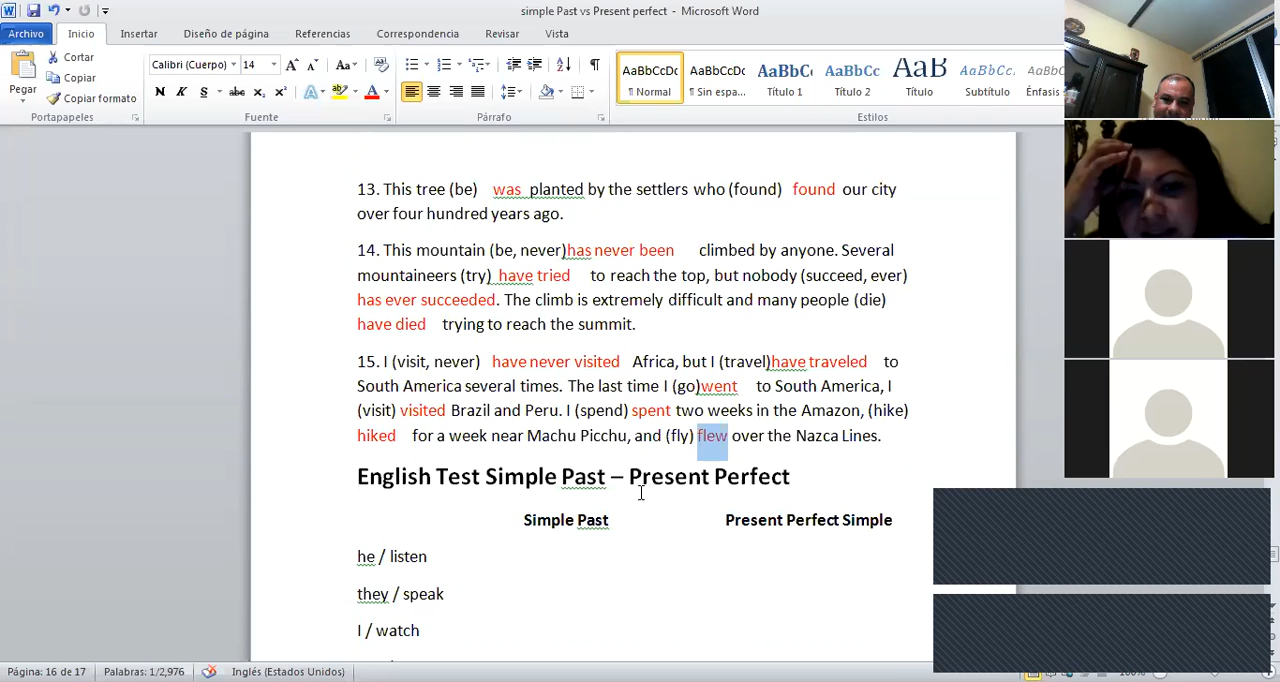 simple Past vs Present perfect - Microsoft Word
Archivo Inicio Insertar Diseño de página Referencias Correspondencia Revisar Vista
Cortar
Copiar
Copiar formato
Pegar
Portapapeles
Calibri (Cuerpo) 14
Fuente
Párrafo
AaBbCcDc AaBbCcDc AaBbC AaBbCc AaB AaBbCc. AaBbC
¶ Normal ¶ Sin espa... Título 1 Título 2 Título Subtítulo Énfasis
Estilos
13. This tree (be) was planted by the settlers who (found) found our city
over four hundred years ago.
14. This mountain (be, never)has never been climbed by anyone. Several
mountaineers (try) have tried to reach the top, but nobody (succeed, ever)
has ever succeeded. The climb is extremely difficult and many people (die)
have died trying to reach the summit.
15. I (visit, never) have never visited Africa, but I (travel)have traveled to
South America several times. The last time I (go)went to South America, I
(visit) visited Brazil and Peru. I (spend) spent two weeks in the Amazon, (hike)
hiked for a week near Machu Picchu, and (fly) flew over the Nazca Lines.
English Test Simple Past – Present Perfect
Simple Past Present Perfect Simple
he / listen
they / speak
I / watch
Página: 16 de 17 Palabras: 1/2,976 Inglés (Estados Unidos)